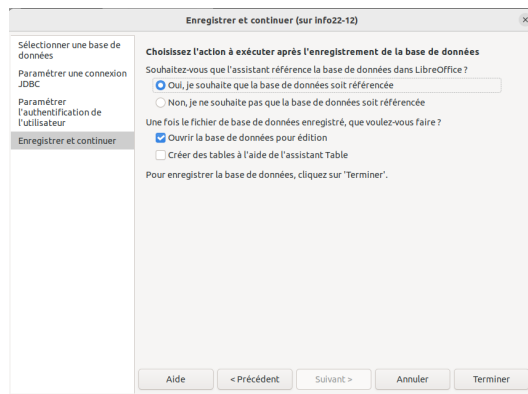 Enregistrer et continuer (sur info22-12)
Sélectionner une base de
données
Paramétrer une connexion
JDBC
Paramétrer
l'authentification de
l'utilisateur
Enregistrer et continuer
Choisissez l'action à exécuter après l'enregistrement de la base de données
Souhaitez-vous que l'assistant référence la base de données dans LibreOffice ?
Oui, je souhaite que la base de données soit référencée
Non, je ne souhaite pas que la base de données soit référencée
Une fois le fichier de base de données enregistré, que voulez-vous faire ?
Ouvrir la base de données pour édition
Créer des tables à l'aide de l'assistant Table
Pour enregistrer la base de données, cliquez sur 'Terminer'.
Aide
< Précédent
Suivant >
Annuler
Terminer